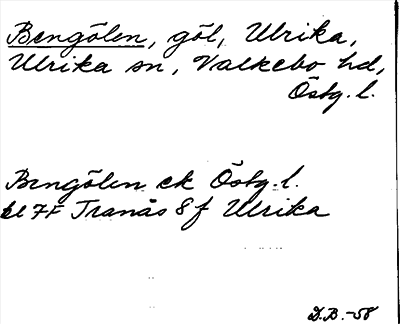 Bengölen, göl, Ulrika,
Ulrika sn, Valkebo hd,
Östg. l.
Bengölen ek Östg. l.
bl 7F Tranås 8 f Ulrika
D.B. -58